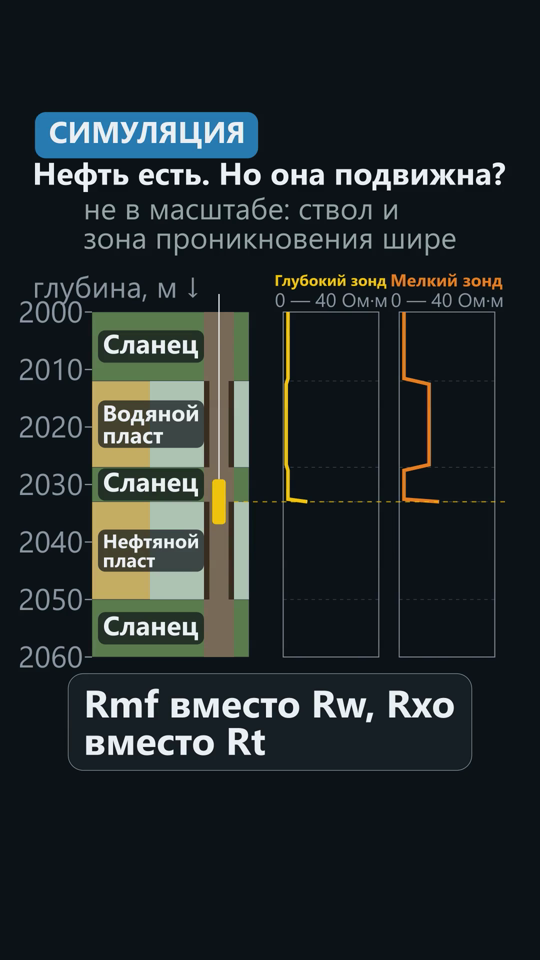 СИМУЛЯЦИЯ
Нефть есть. Но она подвижна?
не в масштабе: ствол и
зона проникновения шире
глубина, м ↓
Глубокий зонд Мелкий зонд
0 — 40 Ом·м 0 — 40 Ом·м
2000
Сланец
2010
Водяной
пласт
2020
Сланец
2030
2040
Нефтяной
пласт
2050
Сланец
2060
Rmf вместо Rw, Rxo
вместо Rt